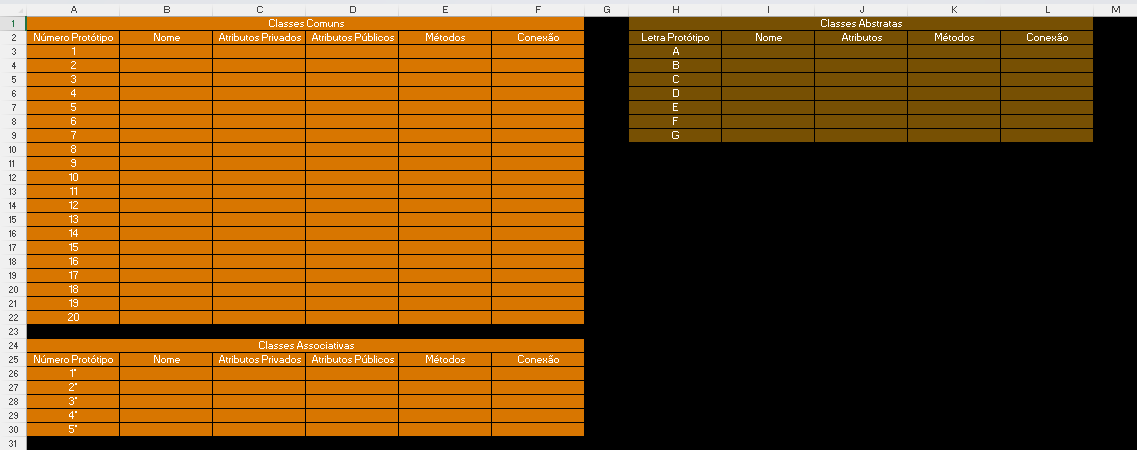 A B C D E F G H I J K L M
1 Classes Comuns Classes Abstratas
2 Número Protótipo Nome Atributos Privados Atributos Públicos Métodos Conexão Letra Protótipo Nome Atributos Métodos Conexão
3 1 A
4 2 B
5 3 C
6 4 D
7 5 E
8 6 F
9 7 G
10 8
11 9
12 10
13 11
14 12
15 13
16 14
17 15
18 16
19 17
20 18
21 19
22 20
23
24 Classes Associativas
25 Número Protótipo Nome Atributos Privados Atributos Públicos Métodos Conexão
26 1*
27 2*
28 3*
29 4*
30 5*
31